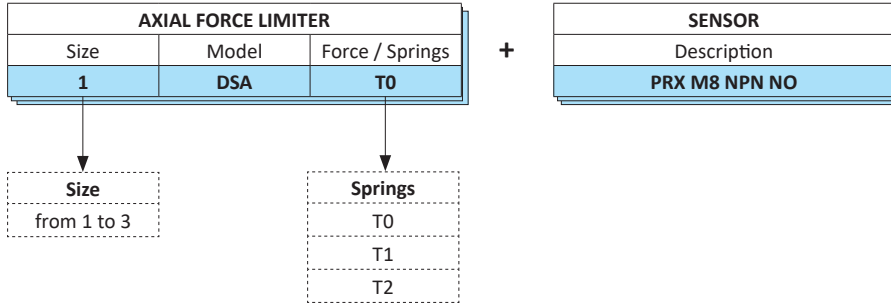 AXIAL FORCE LIMITER
Size Model Force / Springs
1 DSA T0
+
SENSOR
Description
PRX M8 NPN NO
Size
from 1 to 3
Springs
T0
T1
T2